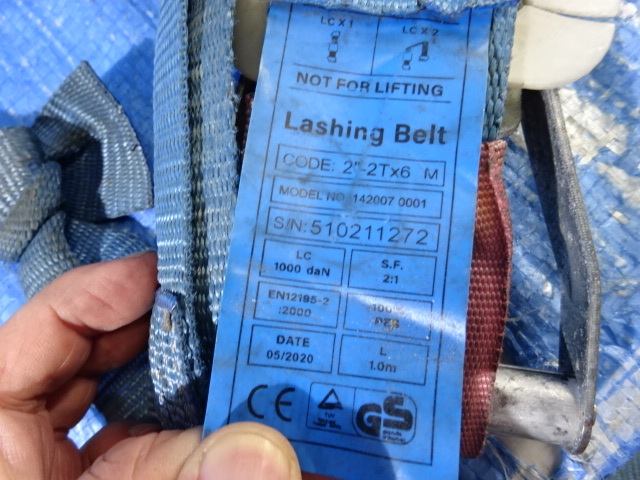 LC X 1 LC X 2
NOT FOR LIFTING
Lashing Belt
CODE: 2"-2Tx6 M
MODEL NO. 142007 0001
S/N: 510211272
LC
1000 daN
S.F.
2:1
EN12195-2
:2000
100%
PES
DATE
05/2020
L
1.0m
CE
GS